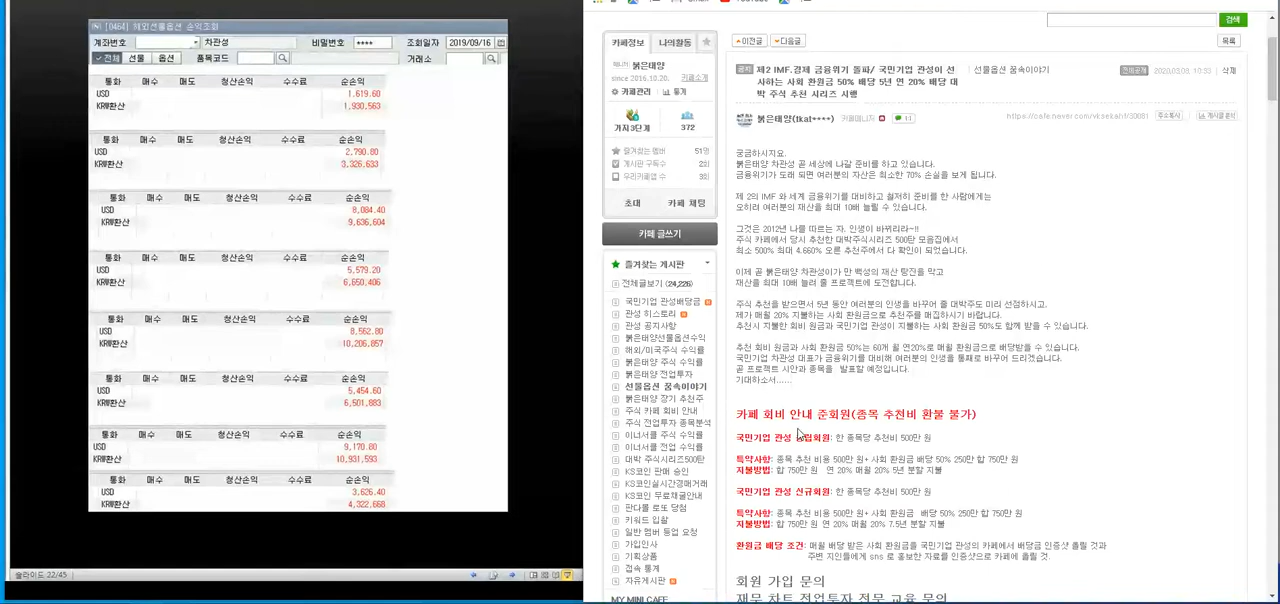 [0464] 해외선물옵션 손익조회
계좌번호 차관성 비밀번호 **** 조회일자 2019/09/16
전체 선물 옵션 품목코드 거래소
통화 매수 매도 청산손익 수수료 순손익
USD 1,619.60
KRW환산 1,930,563
통화 매수 매도 청산손익 수수료 순손익
USD 2,790.80
KRW환산 3,326,633
통화 매수 매도 청산손익 수수료 순손익
USD 8,084.40
KRW환산 9,636,604
통화 매수 매도 청산손익 수수료 순손익
USD 5,579.20
KRW환산 6,650,406
통화 매수 매도 청산손익 수수료 순손익
USD 8,562.80
KRW환산 10,206,857
통화 매수 매도 청산손익 수수료 순손익
USD 5,454.60
KRW환산 6,501,883
통화 매수 매도 청산손익 수수료 순손익
USD 9,170.80
KRW환산 10,931,593
통화 매수 매도 청산손익 수수료 순손익
USD 3,626.40
KRW환산 4,322,668
슬라이드 22/45
검색
카페정보 나의활동
매니저 붉은태양
since 2016.10.20. 카페소개
카페관리 통계
가지3단계 372
즐겨찾는 멤버 51명
게시판 구독수 2회
우리카페앱 수 3회
초대 카페 채팅
카페 글쓰기
즐겨찾는 게시판
전체글보기 (24,226)
국민기업 관성배당금
관성 히스토리
관성 공지사항
붉은태양선물옵션수익
해외/미국주식 수익률
붉은태양 주식 수익률
붉은태양 전업투자
선물옵션 꿈속이야기
붉은태양 장기 추천주
주식 카페 회비 안내
주식 전업투자 종목분석
이너서클 주식 수익률
이너서클 전업 수익률
대박 주식시리즈500탄
KS코인 판매 승인
KS코인실시간경매거래
KS코인 무료채굴안내
판다를 로또 당첨
키워드 입찰
일반 멤버 등업 요청
가입인사
기획상품
접속 통계
자유게시판
MY MINI CAFE
이전글 다음글 목록
공지 제2 IMF.경제 금융위기 돌파/ 국민기업 관성이 선사하는 사회 환원금 50% 배당 5년 연 20% 배당 대박 주식 추천 시리즈 시행 선물옵션 꿈속이야기 전체공개 2020.03.08. 10:33 삭제
붉은태양(tkat****) 카페매니저 11 주소복사 게시글 분석
궁금하시지요.
붉은태양 차관성 곧 세상에 나갈 준비를 하고 있습니다.
금융위기가 도래 되면 여러분의 자산은 최소한 70% 손실을 보게 됩니다.
제 2의 IMF 와 세계 금융위기를 대비하고 철저히 준비를 한 사람에게는
오히려 여러분의 재산을 최대 10배 늘릴 수 있습니다.
그것은 2012년 나를 따르는 자. 인생이 바뀌리라~!!
주식 카페에서 당시 추천한 대박주식시리즈 500탄 모음집에서
최소 500% 최대 4.660% 오른 추천주에서 다 확인이 되었습니다.
이제 곧 붉은태양 차관성이가 만 백성의 재산 탕진을 막고
재산을 최대 10배 늘려 줄 프로젝트에 도전합니다.
주식 추천을 받으면서 5년 동안 여러분의 인생을 바꾸어 줄 대박주도 미리 선점하시고.
제가 매월 20% 지불하는 사회 환원금으로 추천주를 매집하시기 바랍니다.
추천시 지불한 회비 원금과 국민기업 관성이 지불하는 사회 환원금 50%도 함께 받을 수 있습니다.
추천 회비 원금과 사회 환원금 50%는 60개 월 연20%로 매월 환원금으로 배당받을 수 있습니다.
국민기업 차관성 대표가 금융위기를 대비해 여러분의 인생을 통째로 바꾸어 드리겠습니다.
곧 프로젝트 시안과 종목을 발표할 예정입니다.
기대하소서......
카페 회비 안내 준회원(종목 추천비 환불 불가)
국민기업 관성 립회원: 한 종목당 추천비 500만 원
특약사항: 종목 추천 비용 500만 원+ 사회 환원금 배당 50% 250만 합 750만 원
지불방법: 합 750만 원 연 20% 매월 20% 5년 분할 지불
국민기업 관성 신규회원: 한 종목당 추천비 500만 원
특약사항: 종목 추천 비용 500만 원+ 사회 환원금 배당 50% 250만 합 750만 원
지불방법: 합 750만 원 연 20% 매월 20% 7.5년 분할 지불
환원금 배당 조건: 매월 배당 받은 사회 환원금을 국민기업 관성의 카페에서 배당금 인증샷 올릴 것과
주변 지인들에게 sns 로 홍보한 자료를 인증샷으로 카페에 올릴 것.
회원 가입 문의
재무 차트 전업투자 전문 교육 문의